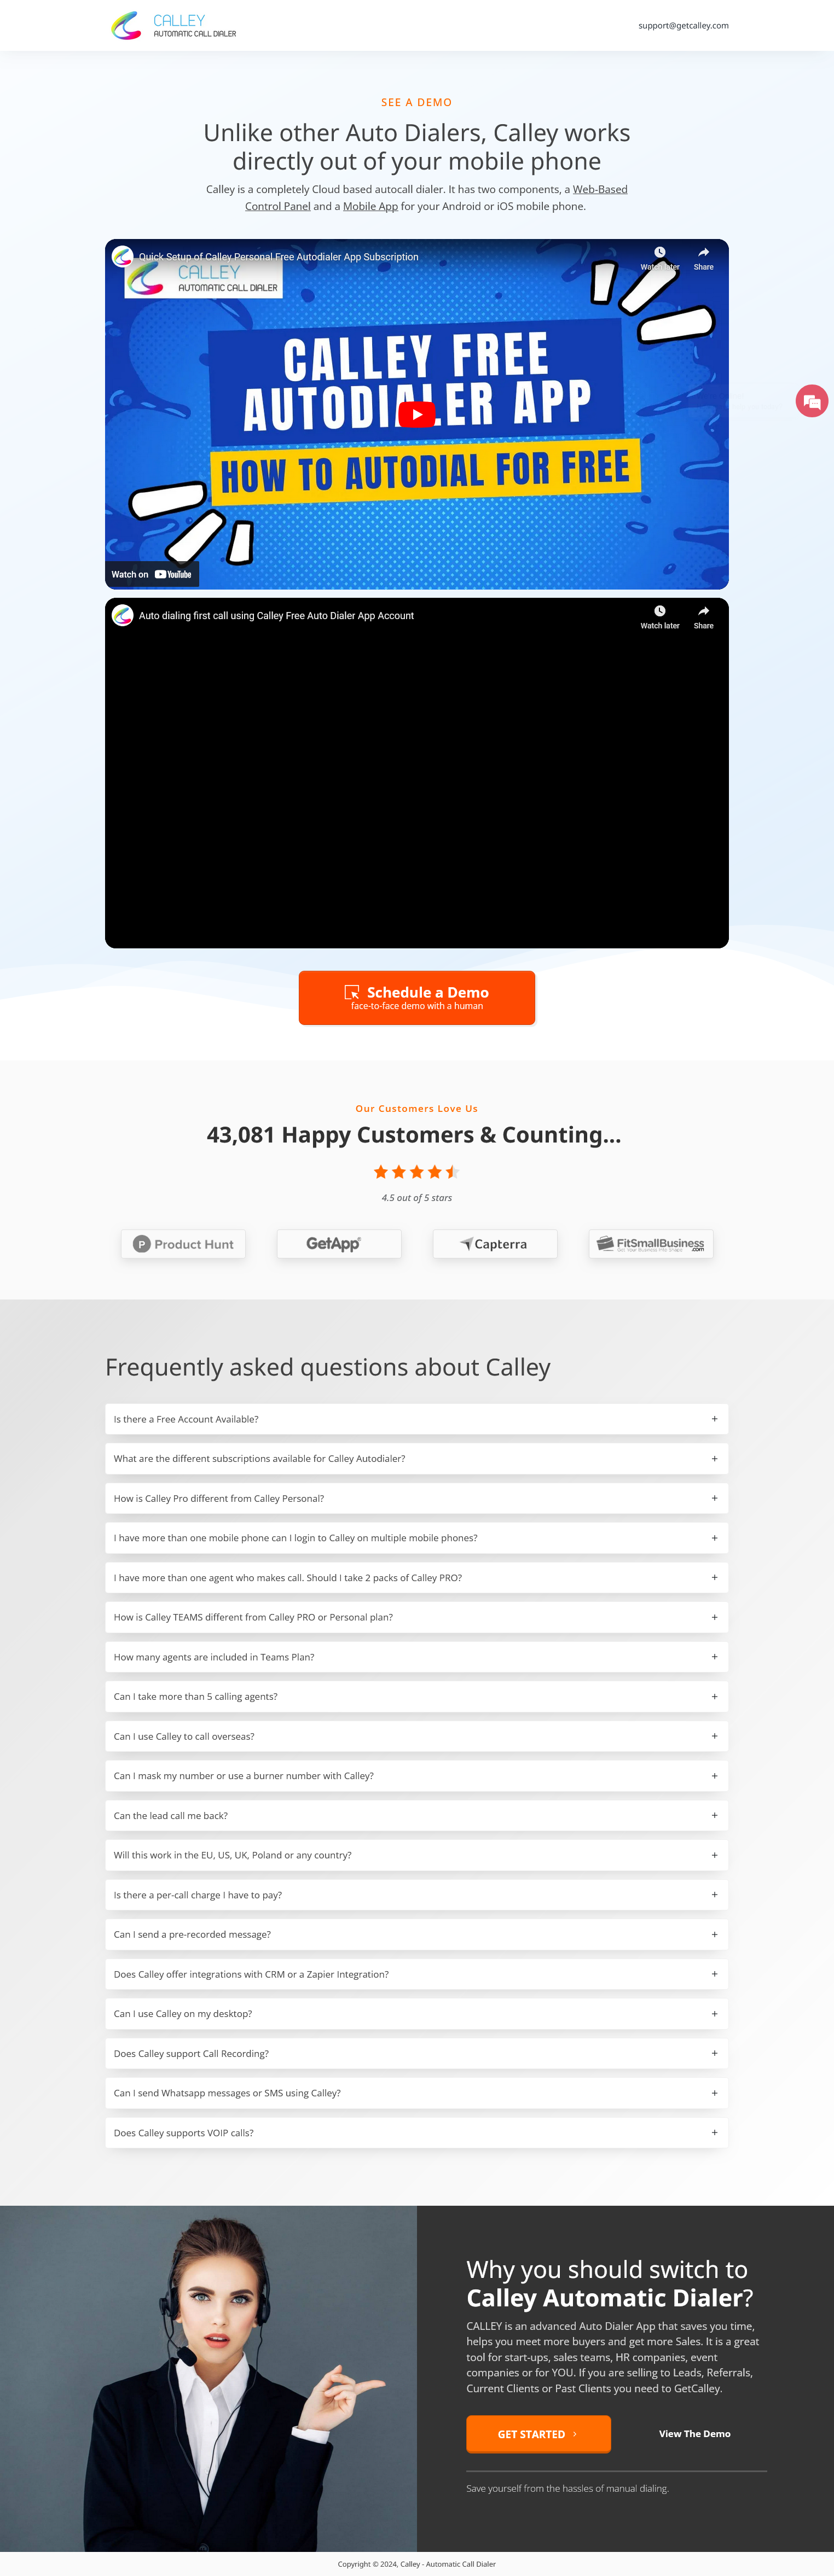 CALLEY
AUTOMATIC CALL DIALER
support@getcalley.com
SEE A DEMO
Unlike other Auto Dialers, Calley works
directly out of your mobile phone
Calley is a completely Cloud based autocall dialer. It has two components, a Web-Based
Control Panel and a Mobile App for your Android or iOS mobile phone.
Quick Setup of Calley Personal Free Autodialer App Subscription
Watch later
Share
CALLEY
AUTOMATIC CALL DIALER
CALLEY FREE
AUTODIALER APP
HOW TO AUTODIAL FOR FREE
Watch on YouTube
Auto dialing first call using Calley Free Auto Dialer App Account
Watch later
Share
Schedule a Demo
face-to-face demo with a human
Our Customers Love Us
43,081 Happy Customers & Counting...
4.5 out of 5 stars
P Product Hunt
GetApp
Capterra
FitSmallBusiness
Get Your Business Into Shape!
.com
Frequently asked questions about Calley
Is there a Free Account Available? +
What are the different subscriptions available for Calley Autodialer? +
How is Calley Pro different from Calley Personal? +
I have more than one mobile phone can I login to Calley on multiple mobile phones? +
I have more than one agent who makes call. Should I take 2 packs of Calley PRO? +
How is Calley TEAMS different from Calley PRO or Personal plan? +
How many agents are included in Teams Plan? +
Can I take more than 5 calling agents? +
Can I use Calley to call overseas? +
Can I mask my number or use a burner number with Calley? +
Can the lead call me back? +
Will this work in the EU, US, UK, Poland or any country? +
Is there a per-call charge I have to pay? +
Can I send a pre-recorded message? +
Does Calley offer integrations with CRM or a Zapier Integration? +
Can I use Calley on my desktop? +
Does Calley support Call Recording? +
Can I send Whatsapp messages or SMS using Calley? +
Does Calley supports VOIP calls? +
Why you should switch to
Calley Automatic Dialer?
CALLEY is an advanced Auto Dialer App that saves you time,
helps you meet more buyers and get more Sales. It is a great
tool for start-ups, sales teams, HR companies, event
companies or for YOU. If you are selling to Leads, Referrals,
Current Clients or Past Clients you need to GetCalley.
GET STARTED
View The Demo
Save yourself from the hassles of manual dialing.
Copyright © 2024, Calley - Automatic Call Dialer